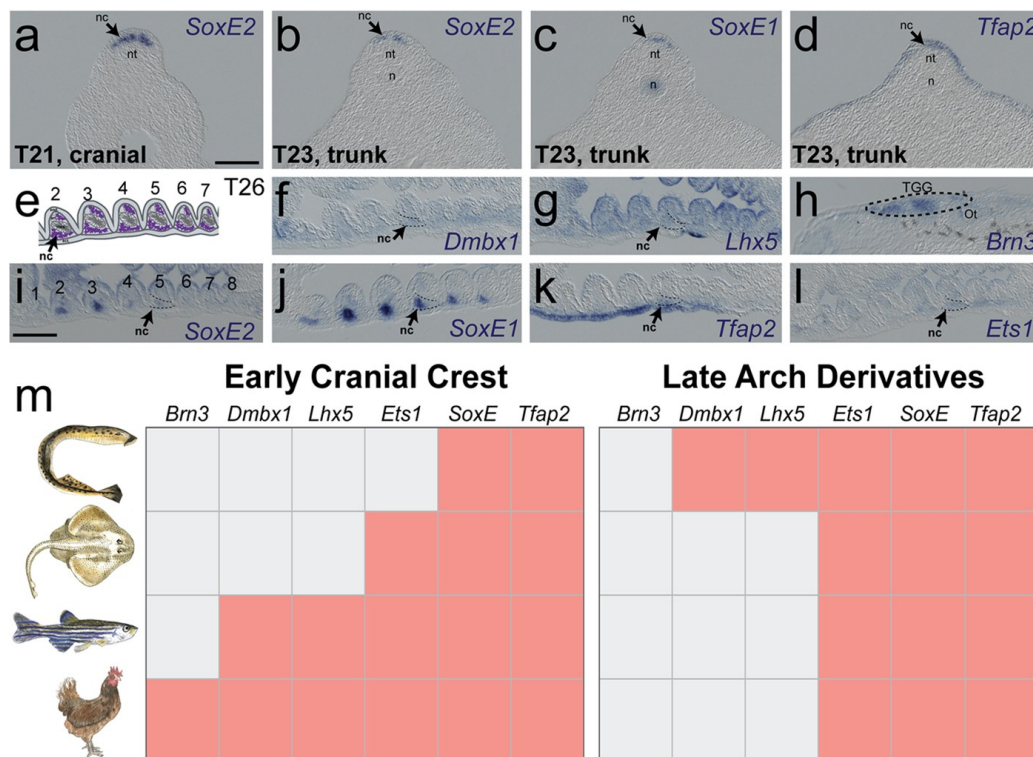 a nc SoxE2 nt T21, cranial
b nc SoxE2 nt n T23, trunk
c nc SoxE1 nt n T23, trunk
d nc Tfap2 nt n T23, trunk
e 2 3 4 5 6 7 T26 nc
f nc Dmbx1
g nc Lhx5
h TGG Ot Brn3
i 1 2 3 4 5 6 7 8 nc SoxE2
j nc SoxE1
k nc Tfap2
l nc Ets1
m
Early Cranial Crest
Brn3 Dmbx1 Lhx5 Ets1 SoxE Tfap2
Late Arch Derivatives
Brn3 Dmbx1 Lhx5 Ets1 SoxE Tfap2